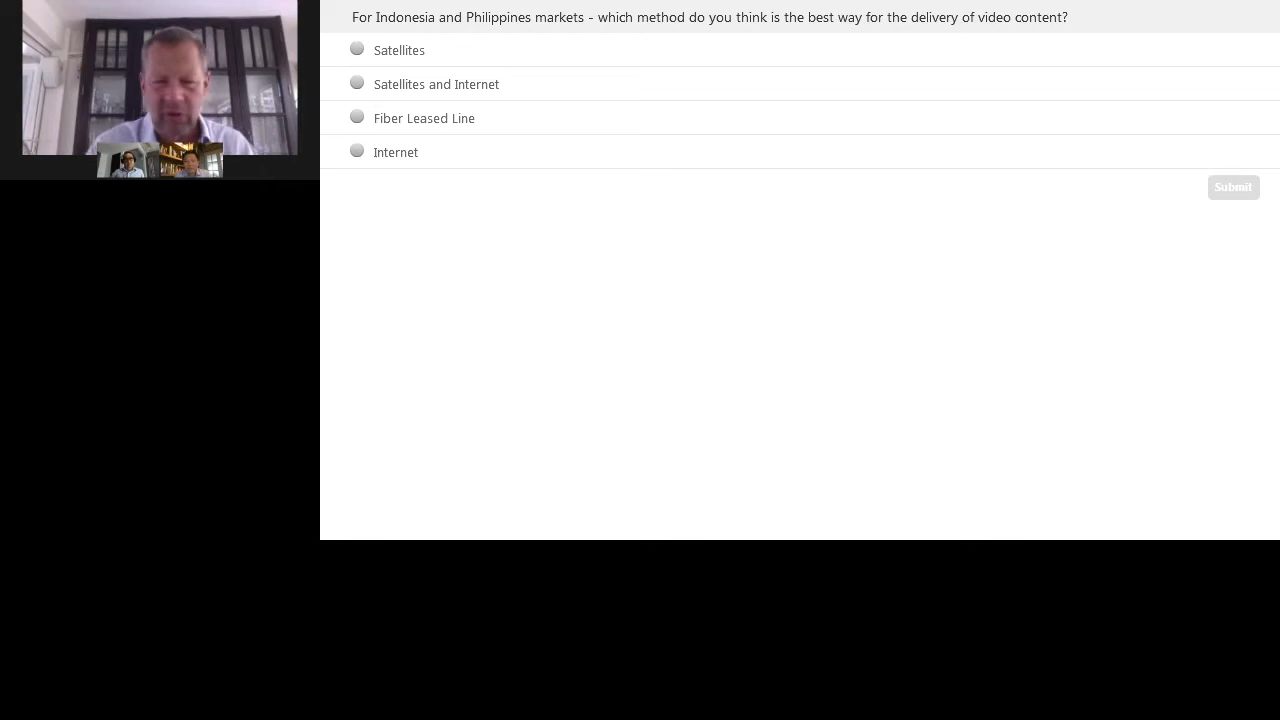 For Indonesia and Philippines markets - which method do you think is the best way for the delivery of video content?
Satellites
Satellites and Internet
Fiber Leased Line
Internet
Submit